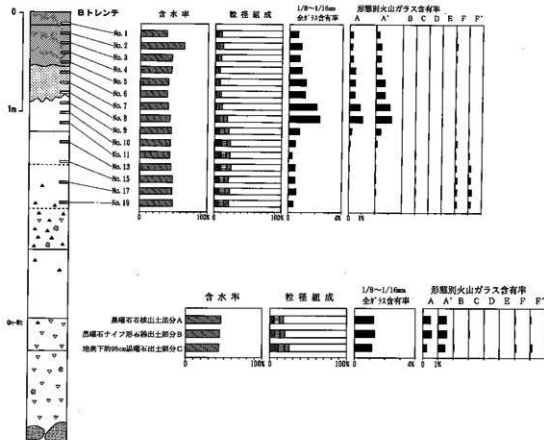 Bトレンチ
含水率
粒径組成
1/8～1/16mm
全ガラス含有率
形態別火山ガラス含有率
A A' B C D E F F'
0
1m
No.1
No.2
No.3
No.4
No.5
No.6
No.7
No.8
No.9
No.10
No.11
No.13
No.15
No.17
No.19
0 100%
0 100%
0 4%
0 1%
含水率
粒径組成
1/8～1/16mm
全ガラス含有率
形態別火山ガラス含有率
A A' B C D E F F'
黒曜石石核出土部分A
黒曜石ナイフ形石器出土部分B
地表下約95cm黒曜石出土部分C
0 100%
0 100%
0 4%
0 2%